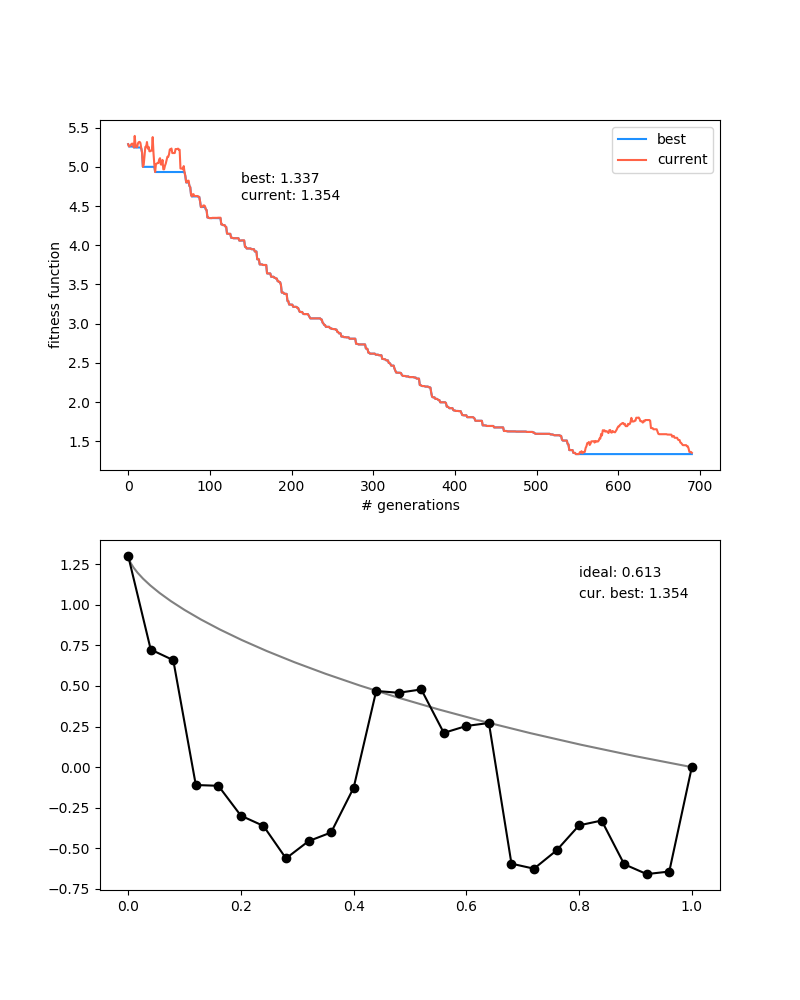 5.5
best
current
5.0
best: 1.337
current: 1.354
4.5
4.0
3.5
fitness function
3.0
2.5
2.0
1.5
0 100 200 300 400 500 600 700
# generations
1.25
ideal: 0.613
cur. best: 1.354
1.00
0.75
0.50
0.25
0.00
−0.25
−0.50
−0.75
0.0 0.2 0.4 0.6 0.8 1.0